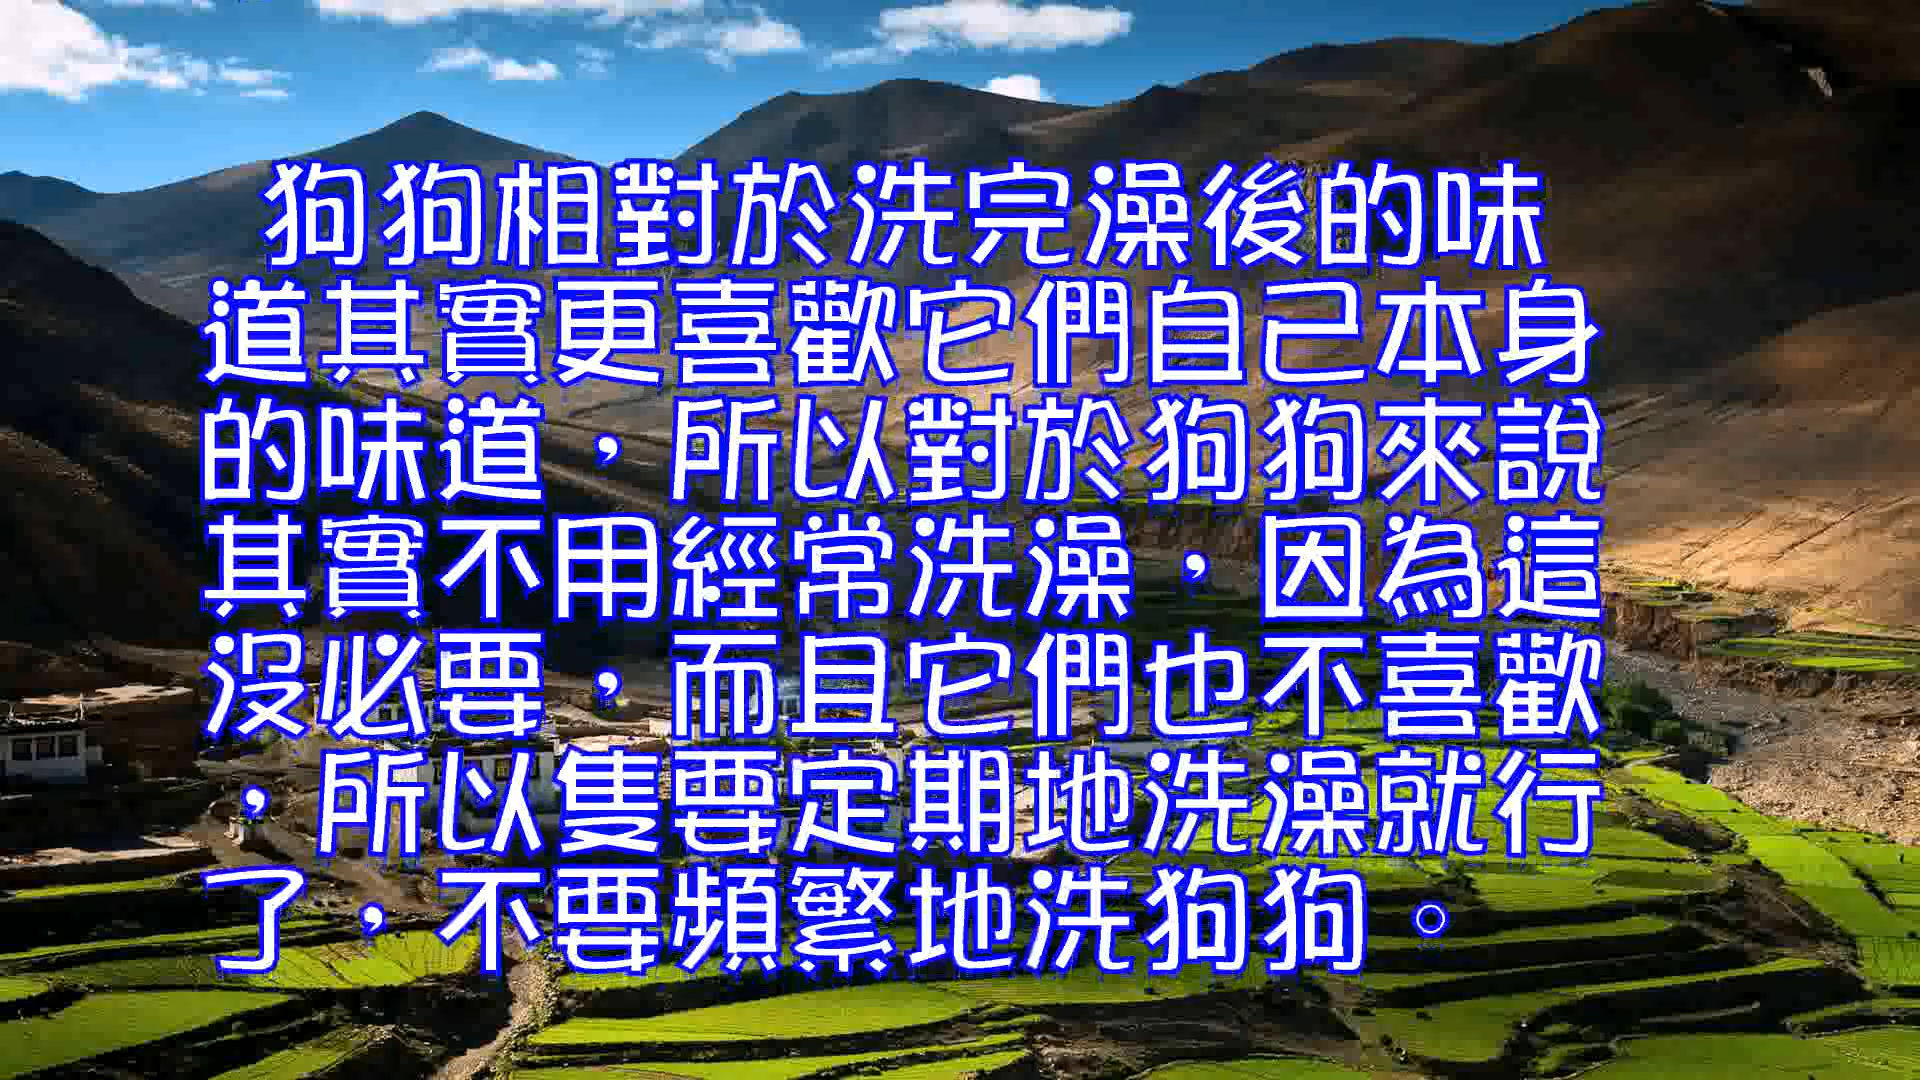 狗狗相對於洗完澡後的味
道其實更喜歡它們自己本身
的味道，所以對於狗狗來說
其實不用經常洗澡，因為這
沒必要，而且它們也不喜歡
，所以隻要定期地洗澡就行
了，不要頻繁地洗狗狗。